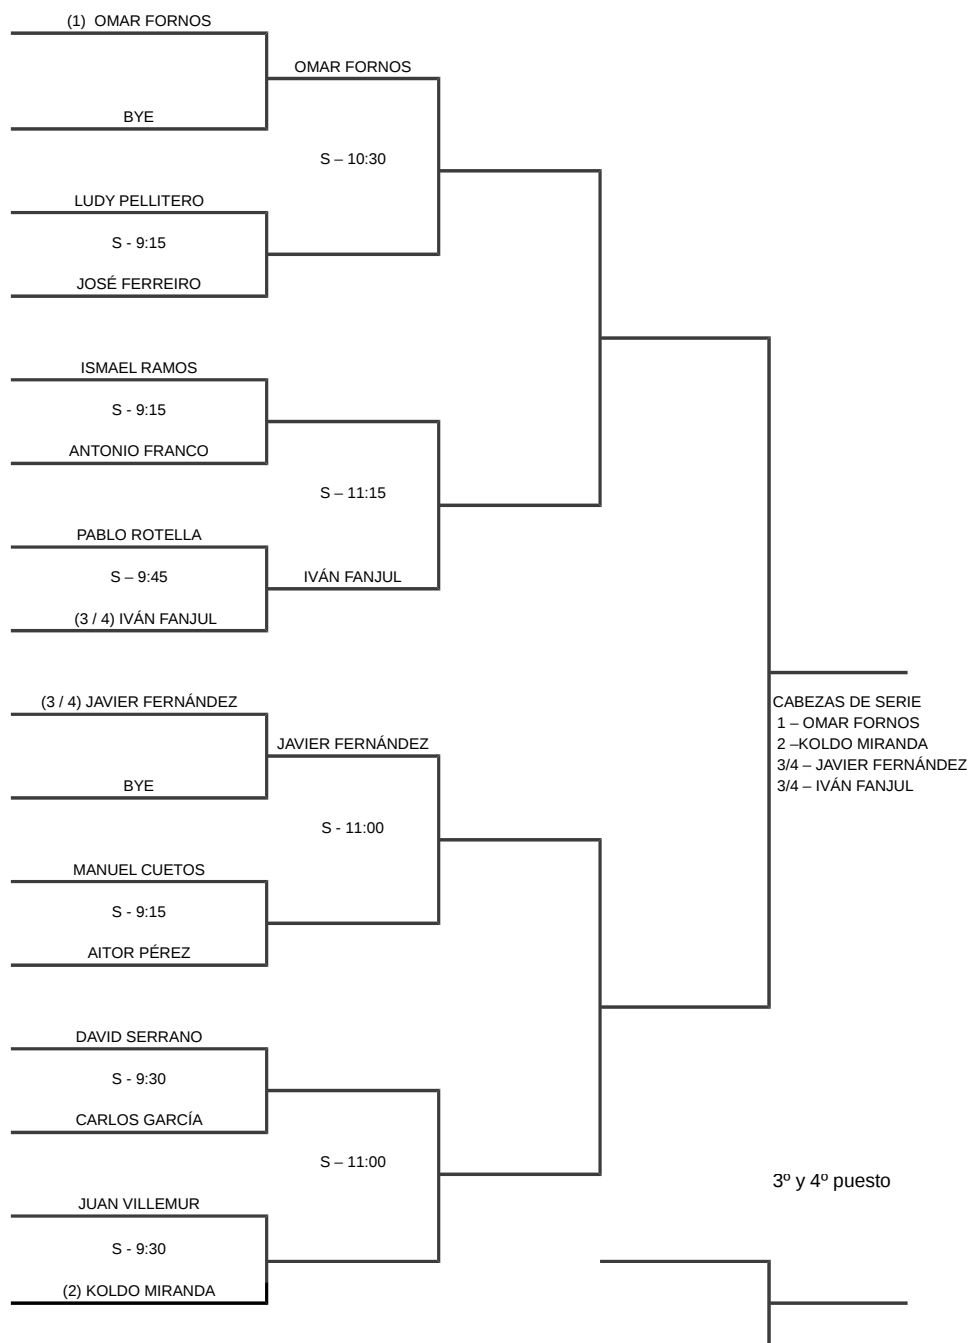 (1)  OMAR FORNOS
OMAR FORNOS
BYE
S – 10:30
LUDY PELLITERO
S - 9:15
JOSÉ FERREIRO
ISMAEL RAMOS
S - 9:15
ANTONIO FRANCO
S – 11:15
PABLO ROTELLA
S – 9:45
IVÁN FANJUL
(3 / 4) IVÁN FANJUL
(3 / 4) JAVIER FERNÁNDEZ
CABEZAS DE SERIE
1 – OMAR FORNOS
2 –KOLDO MIRANDA
3/4 – JAVIER FERNÁNDEZ
3/4 – IVÁN FANJUL
JAVIER FERNÁNDEZ
BYE
S - 11:00
MANUEL CUETOS
S - 9:15
AITOR PÉREZ
DAVID SERRANO
S - 9:30
CARLOS GARCÍA
S – 11:00
3º y 4º puesto
JUAN VILLEMUR
S - 9:30
(2) KOLDO MIRANDA